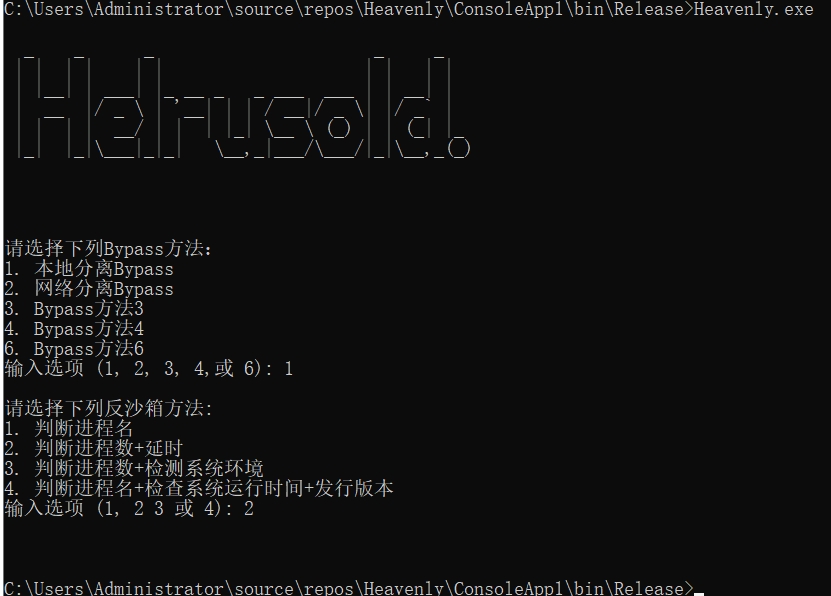 C:\Users\Administrator\source\repos\Heavenly\ConsoleApp1\bin\Release>Heavenly.exe
Helrusold.
请选择下列Bypass方法:
1. 本地分离Bypass
2. 网络分离Bypass
3. Bypass方法3
4. Bypass方法4
6. Bypass方法6
输入选项 (1, 2, 3, 4,或 6): 1
请选择下列反沙箱方法:
1. 判断进程名
2. 判断进程数+延时
3. 判断进程数+检测系统环境
4. 判断进程名+检查系统运行时间+发行版本
输入选项 (1, 2 3 或 4): 2
C:\Users\Administrator\source\repos\Heavenly\ConsoleApp1\bin\Release>